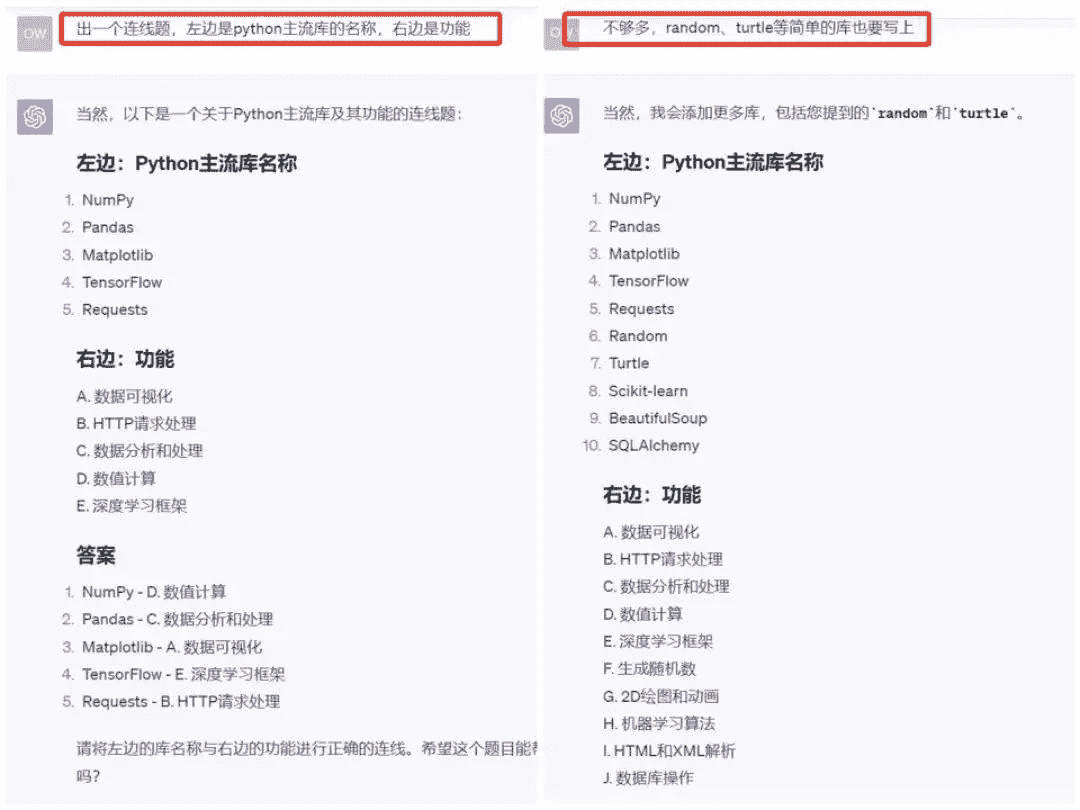 OW
出一个连线题，左边是python主流库的名称，右边是功能
当然，以下是一个关于Python主流库及其功能的连线题：
左边：Python主流库名称
1. NumPy
2. Pandas
3. Matplotlib
4. TensorFlow
5. Requests
右边：功能
A. 数据可视化
B. HTTP请求处理
C. 数据分析和处理
D. 数值计算
E. 深度学习框架
答案
1. NumPy - D. 数值计算
2. Pandas - C. 数据分析和处理
3. Matplotlib - A. 数据可视化
4. TensorFlow - E. 深度学习框架
5. Requests - B. HTTP请求处理
请将左边的库名称与右边的功能进行正确的连线。希望这个题目能
吗？
不够多，random、turtle等简单的库也要写上
当然，我会添加更多库，包括您提到的`random`和`turtle`。
左边：Python主流库名称
1. NumPy
2. Pandas
3. Matplotlib
4. TensorFlow
5. Requests
6. Random
7. Turtle
8. Scikit-learn
9. BeautifulSoup
10. SQLAlchemy
右边：功能
A. 数据可视化
B. HTTP请求处理
C. 数据分析和处理
D. 数值计算
E. 深度学习框架
F. 生成随机数
G. 2D绘图和动画
H. 机器学习算法
I. HTML和XML解析
J. 数据库操作